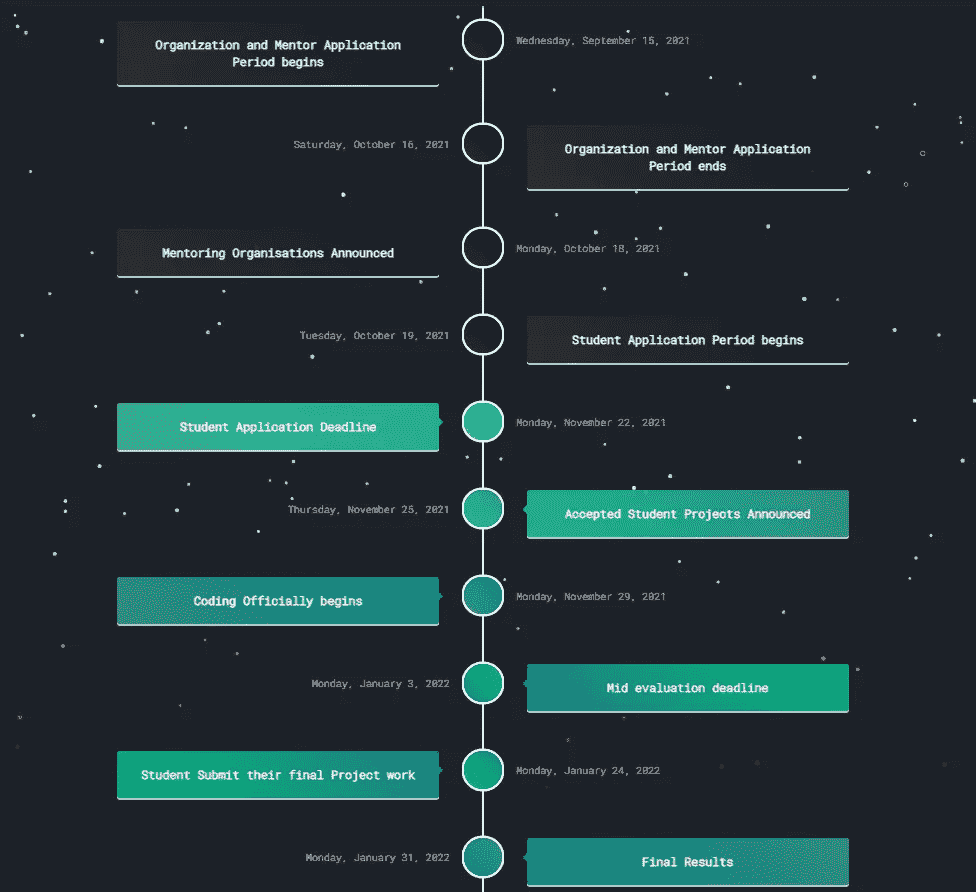 Organization and Mentor Application
Period begins
Wednesday, September 15, 2021
Saturday, October 16, 2021
Organization and Mentor Application
Period ends
Mentoring Organisations Announced
Monday, October 18, 2021
Tuesday, October 19, 2021
Student Application Period begins
Student Application Deadline
Monday, November 22, 2021
Thursday, November 25, 2021
Accepted Student Projects Announced
Coding Officially begins
Monday, November 29, 2021
Monday, January 3, 2022
Mid evaluation deadline
Student Submit their final Project work
Monday, January 24, 2022
Monday, January 31, 2022
Final Results